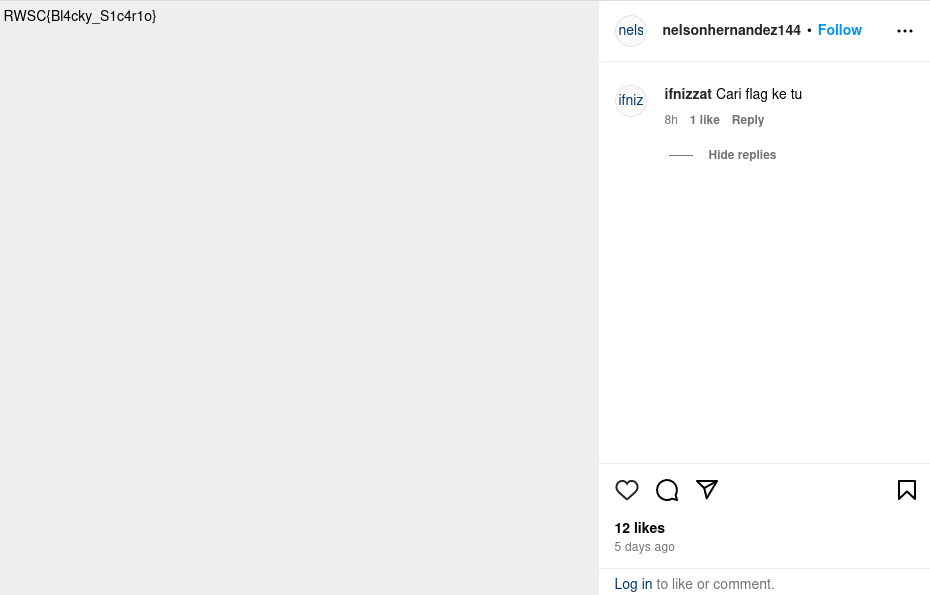 RWSC{Bl4cky_S1c4r1o}
nels nelsonhernandez144 • Follow
ifniz ifnizzat Cari flag ke tu
8h 1 like Reply
Hide replies
12 likes
5 days ago
Log in to like or comment.